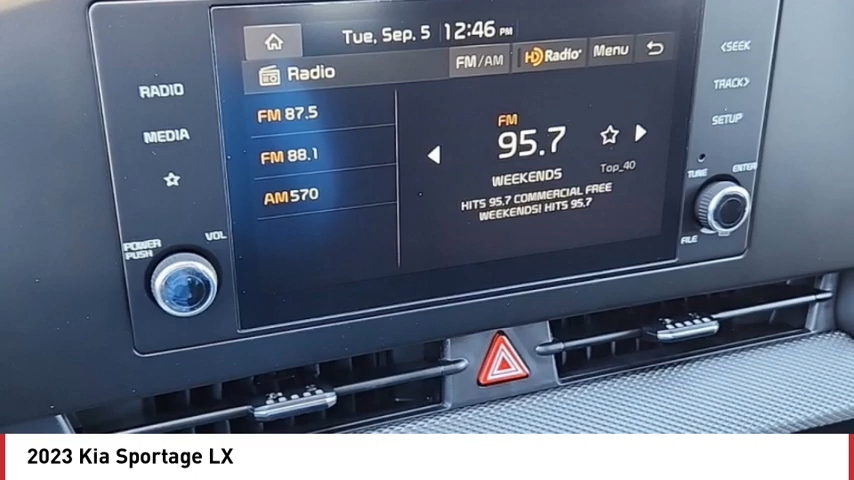 Tue, Sep. 5 12:46 PM
Radio
FM/AM
HD Radio
Menu
FM 87.5
FM 88.1
AM 570
FM
95.7
Top_40
WEEKENDS
HITS 95.7 COMMERCIAL FREE
WEEKENDS! HITS 95.7
RADIO
MEDIA
POWER
PUSH
VOL
<SEEK
TRACK>
SETUP
TUNE
ENTER
FILE
2023 Kia Sportage LX